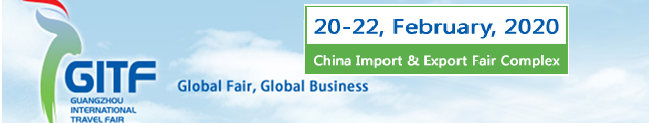 20-22, February, 2020
China Import & Export Fair Complex
GITF
GUANGZHOU
INTERNATIONAL
TRAVEL FAIR
Global Fair, Global Business